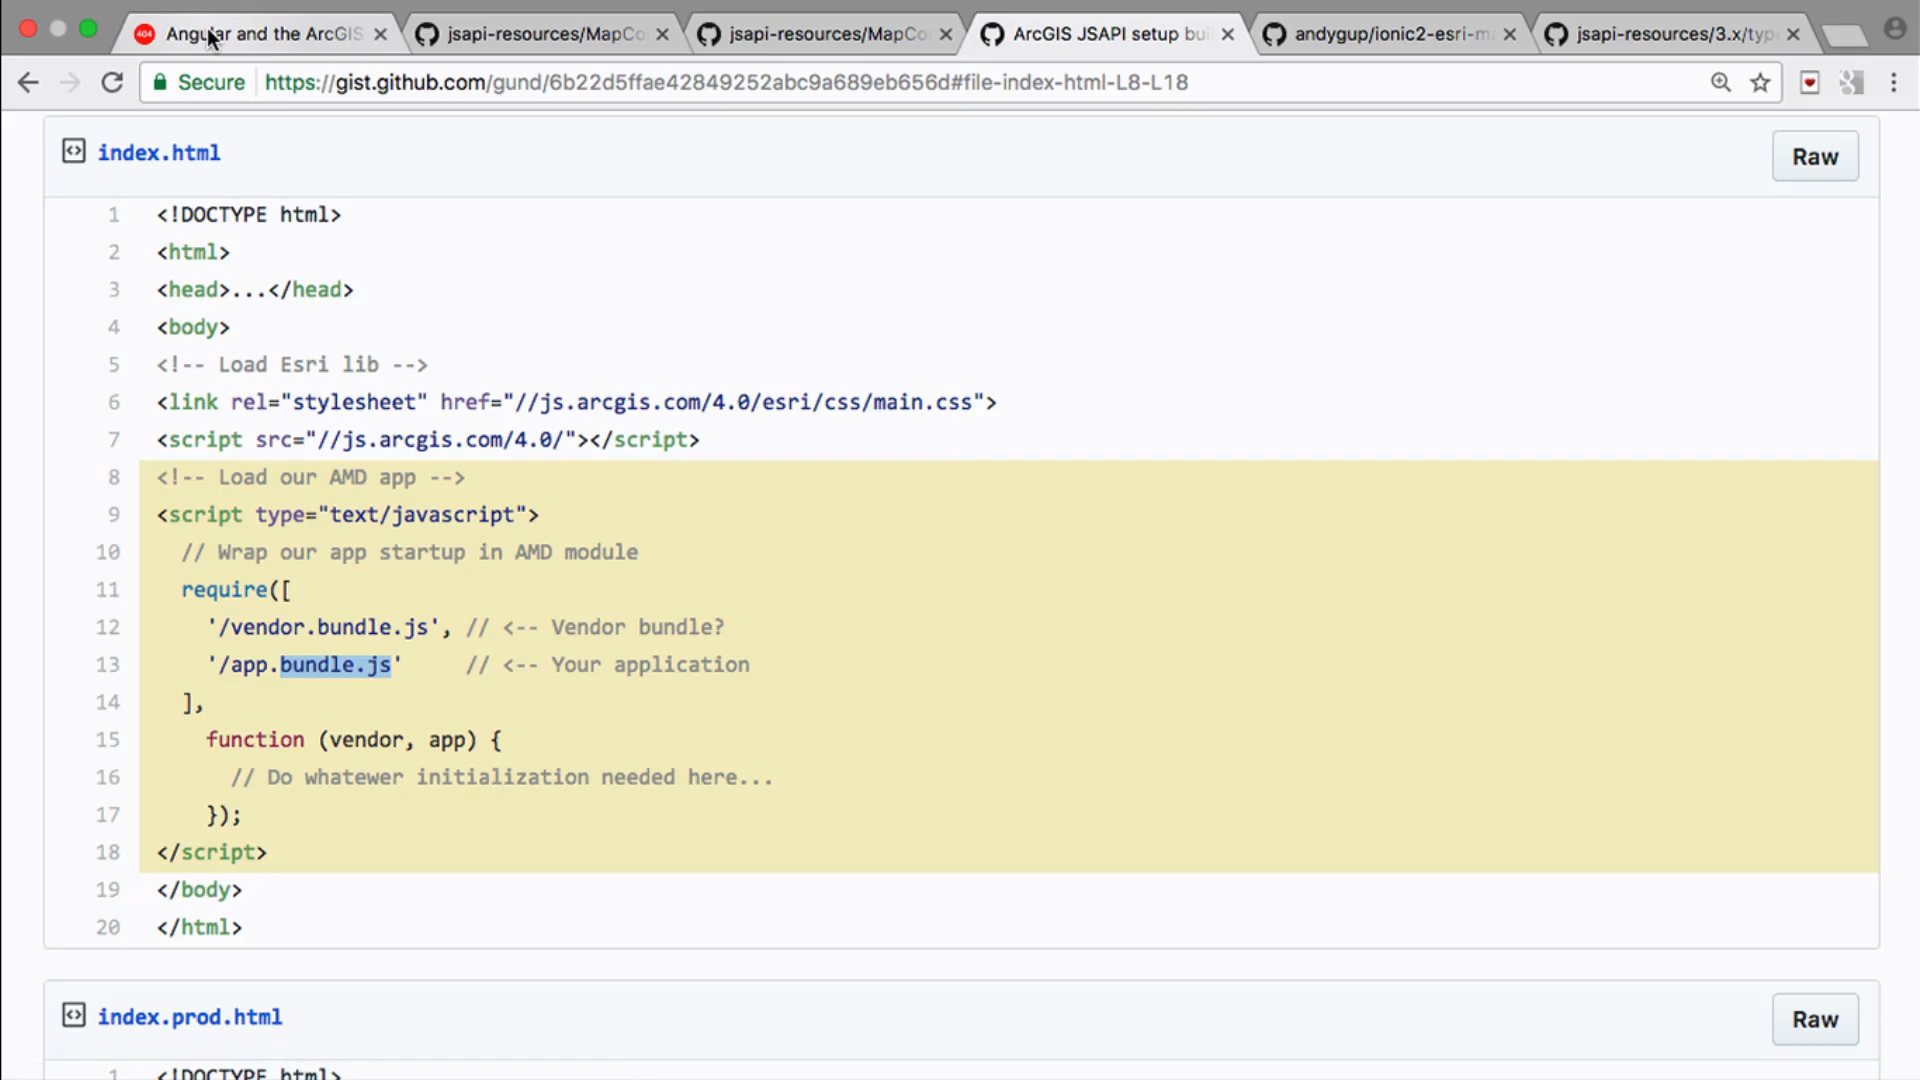 404 Angular and the ArcGIS
jsapi-resources/MapCo
jsapi-resources/MapCo
ArcGIS JSAPI setup bui
andygup/ionic2-esri-m
jsapi-resources/3.x/typ
Secure https://gist.github.com/gund/6b22d5ffae42849252abc9a689eb656d#file-index-html-L8-L18
index.html
Raw
1 <!DOCTYPE html>
2 <html>
3 <head>...</head>
4 <body>
5 <!-- Load Esri lib -->
6 <link rel="stylesheet" href="//js.arcgis.com/4.0/esri/css/main.css">
7 <script src="//js.arcgis.com/4.0/"></script>
8 <!-- Load our AMD app -->
9 <script type="text/javascript">
10 // Wrap our app startup in AMD module
11 require([
12 '/vendor.bundle.js', // <-- Vendor bundle?
13 '/app.bundle.js' // <-- Your application
14 ],
15 function (vendor, app) {
16 // Do whatewer initialization needed here...
17 });
18 </script>
19 </body>
20 </html>
index.prod.html
Raw
1 <!DOCTYPE html>